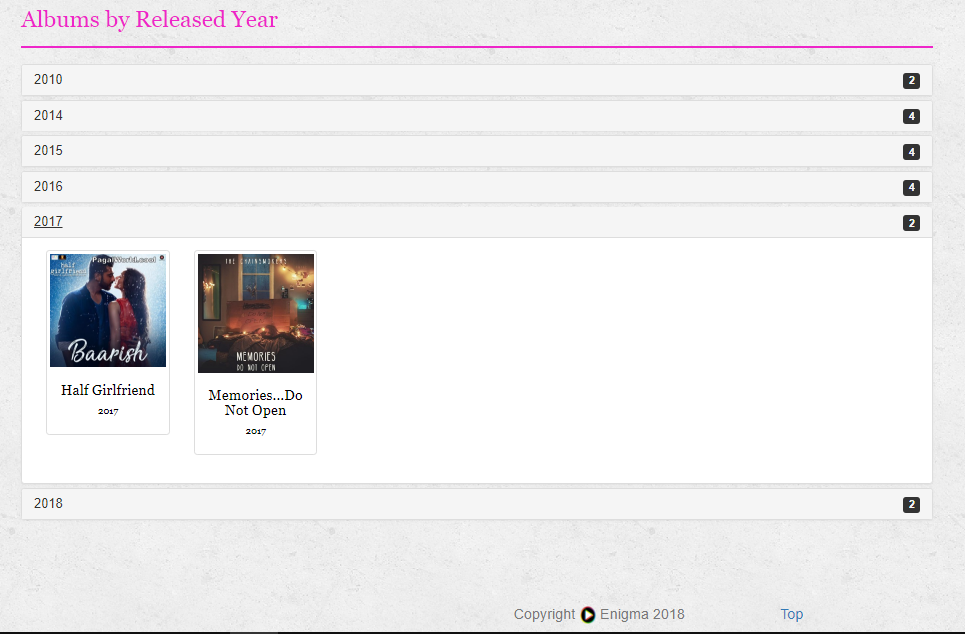 Albums by Released Year
2010 2
2014 4
2015 4
2016 4
2017 2
PagalWorld.cool
half
girlfriend
Baarish
Half Girlfriend
2017
THE CHAINSMOKERS
MEMORIES
DO NOT OPEN
Memories...Do
Not Open
2017
2018 2
Copyright Enigma 2018 Top